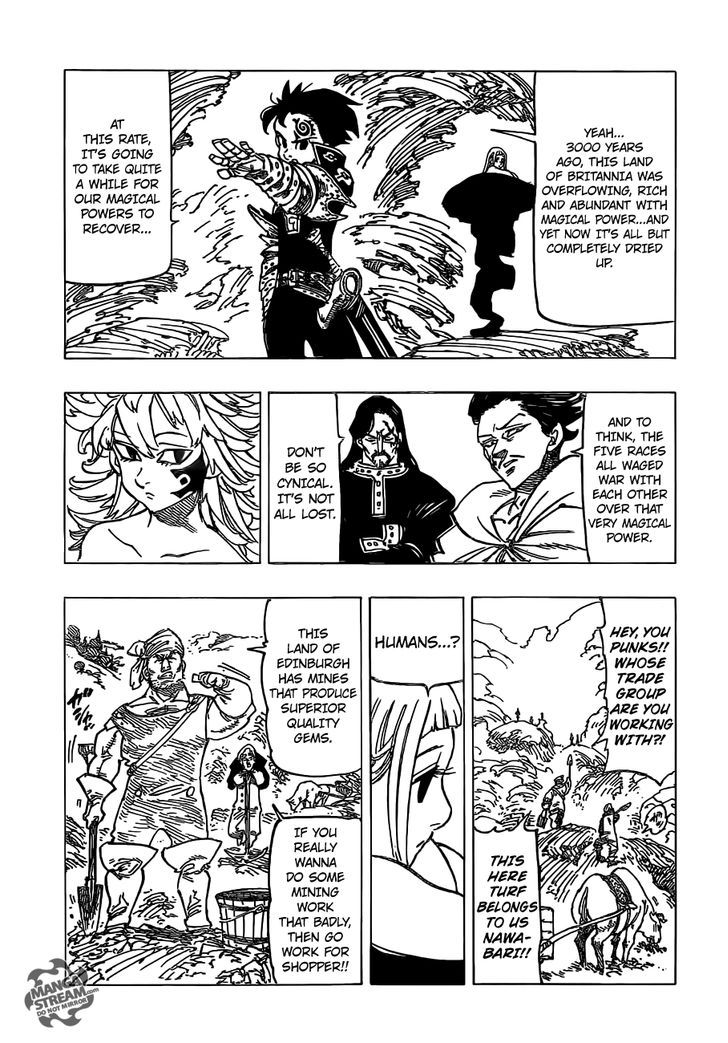 YEAH...
3000 YEARS
AGO, THIS LAND
OF BRITANNIA WAS
OVERFLOWING, RICH
AND ABUNDANT WITH
MAGICAL POWER...AND
YET NOW IT'S ALL BUT
COMPLETELY DRIED
UP.
AT
THIS RATE,
IT'S GOING
TO TAKE QUITE
A WHILE FOR
OUR MAGICAL
POWERS TO
RECOVER...
AND TO
THINK, THE
FIVE RACES
ALL WAGED
WAR WITH
EACH OTHER
OVER THAT
VERY MAGICAL
POWER.
DON'T
BE SO
CYNICAL.
IT'S NOT
ALL LOST.
HEY, YOU
PUNKS!!
WHOSE
TRADE
GROUP
ARE YOU
WORKING
WITH?!
THIS
HERE
TURF
BELONGS
TO US
NAWA-
BARI!!
HUMANS...?
THIS
LAND OF
EDINBURGH
HAS MINES
THAT PRODUCE
SUPERIOR
QUALITY
GEMS.
IF YOU
REALLY
WANNA
DO SOME
MINING
WORK
THAT BADLY,
THEN GO
WORK FOR
SHOPPER!!
MANGA
STREAM.com
DO NOT MIRROR